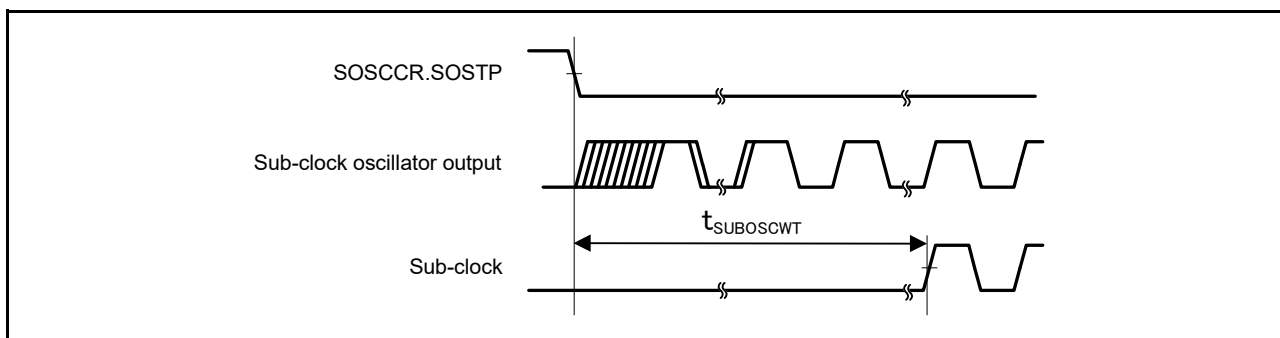 SOSCCR.SOSTP
Sub-clock oscillator output
tSUBOSCWT
Sub-clock